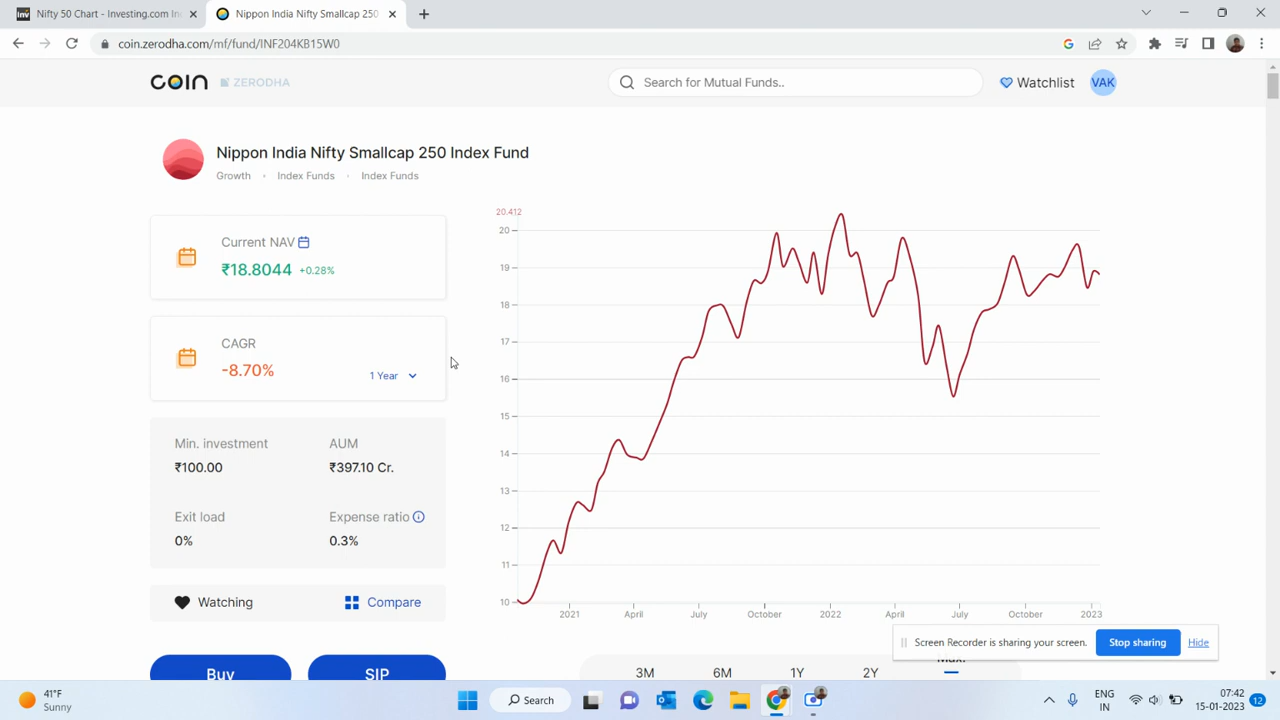 Nifty 50 Chart - Investing.com In
Nippon India Nifty Smallcap 250
coin.zerodha.com/mf/fund/INF204KB15W0
coin ZERODHA
Search for Mutual Funds..
Watchlist
VAK
Nippon India Nifty Smallcap 250 Index Fund
Growth · Index Funds · Index Funds
Current NAV
₹18.8044 +0.28%
CAGR
-8.70%
1 Year
Min. investment
₹100.00
AUM
₹397.10 Cr.
Exit load
0%
Expense ratio
0.3%
Watching
Compare
Buy
SIP
20.412
20
19
18
17
16
15
14
13
12
11
10
2021 April July October 2022 April July October 2023
3M 6M 1Y 2Y Max.
Screen Recorder is sharing your screen.
Stop sharing
Hide
41°F
Sunny
Search
ENG
IN
07:42
15-01-2023
12